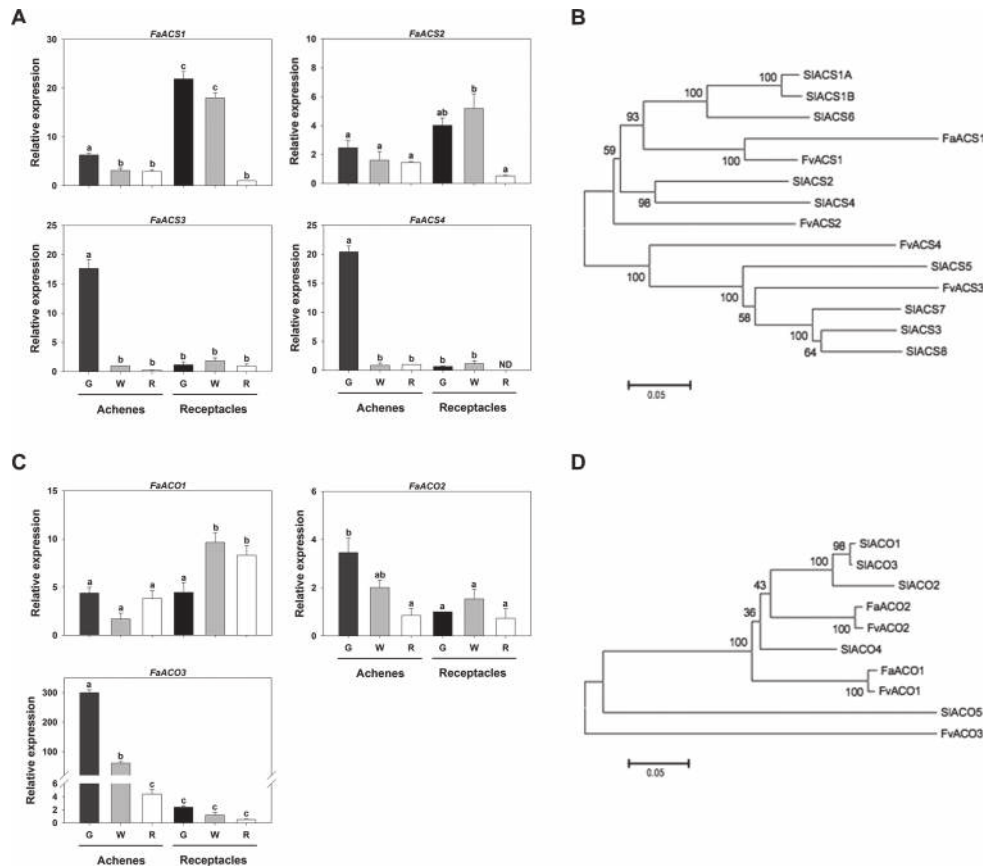 A
FaACS1
Relative expression
30
20
10
0
a
b
b
c
c
b
FaACS2
Relative expression
10
8
6
4
2
0
a
a
a
ab
b
a
FaACS3
Relative expression
25
20
15
10
5
0
a
b
b
b
b
b
G W R G W R
Achenes Receptacles
FaACS4
Relative expression
25
20
15
10
5
0
a
b
b
b
b
ND
G W R G W R
Achenes Receptacles
B
SlACS1A
SlACS1B
SlACS6
FaACS1
FvACS1
SlACS2
SlACS4
FvACS2
FvACS4
SlACS5
FvACS3
SlACS7
SlACS3
SlACS8
100
100
93
100
59
98
100
100
58
100
64
0.05
C
FaACO1
Relative expression
15
10
5
0
a
a
a
a
b
b
FaACO2
Relative expression
6
4
2
0
b
ab
a
a
a
a
G W R G W R
Achenes Receptacles
FaACO3
Relative expression
300
200
100
6
4
2
0
a
b
c
c
c
c
G W R G W R
Achenes Receptacles
D
SlACO1
SlACO3
SlACO2
FaACO2
FvACO2
SlACO4
FaACO1
FvACO1
SlACO5
FvACO3
98
100
43
36
100
100
100
0.05